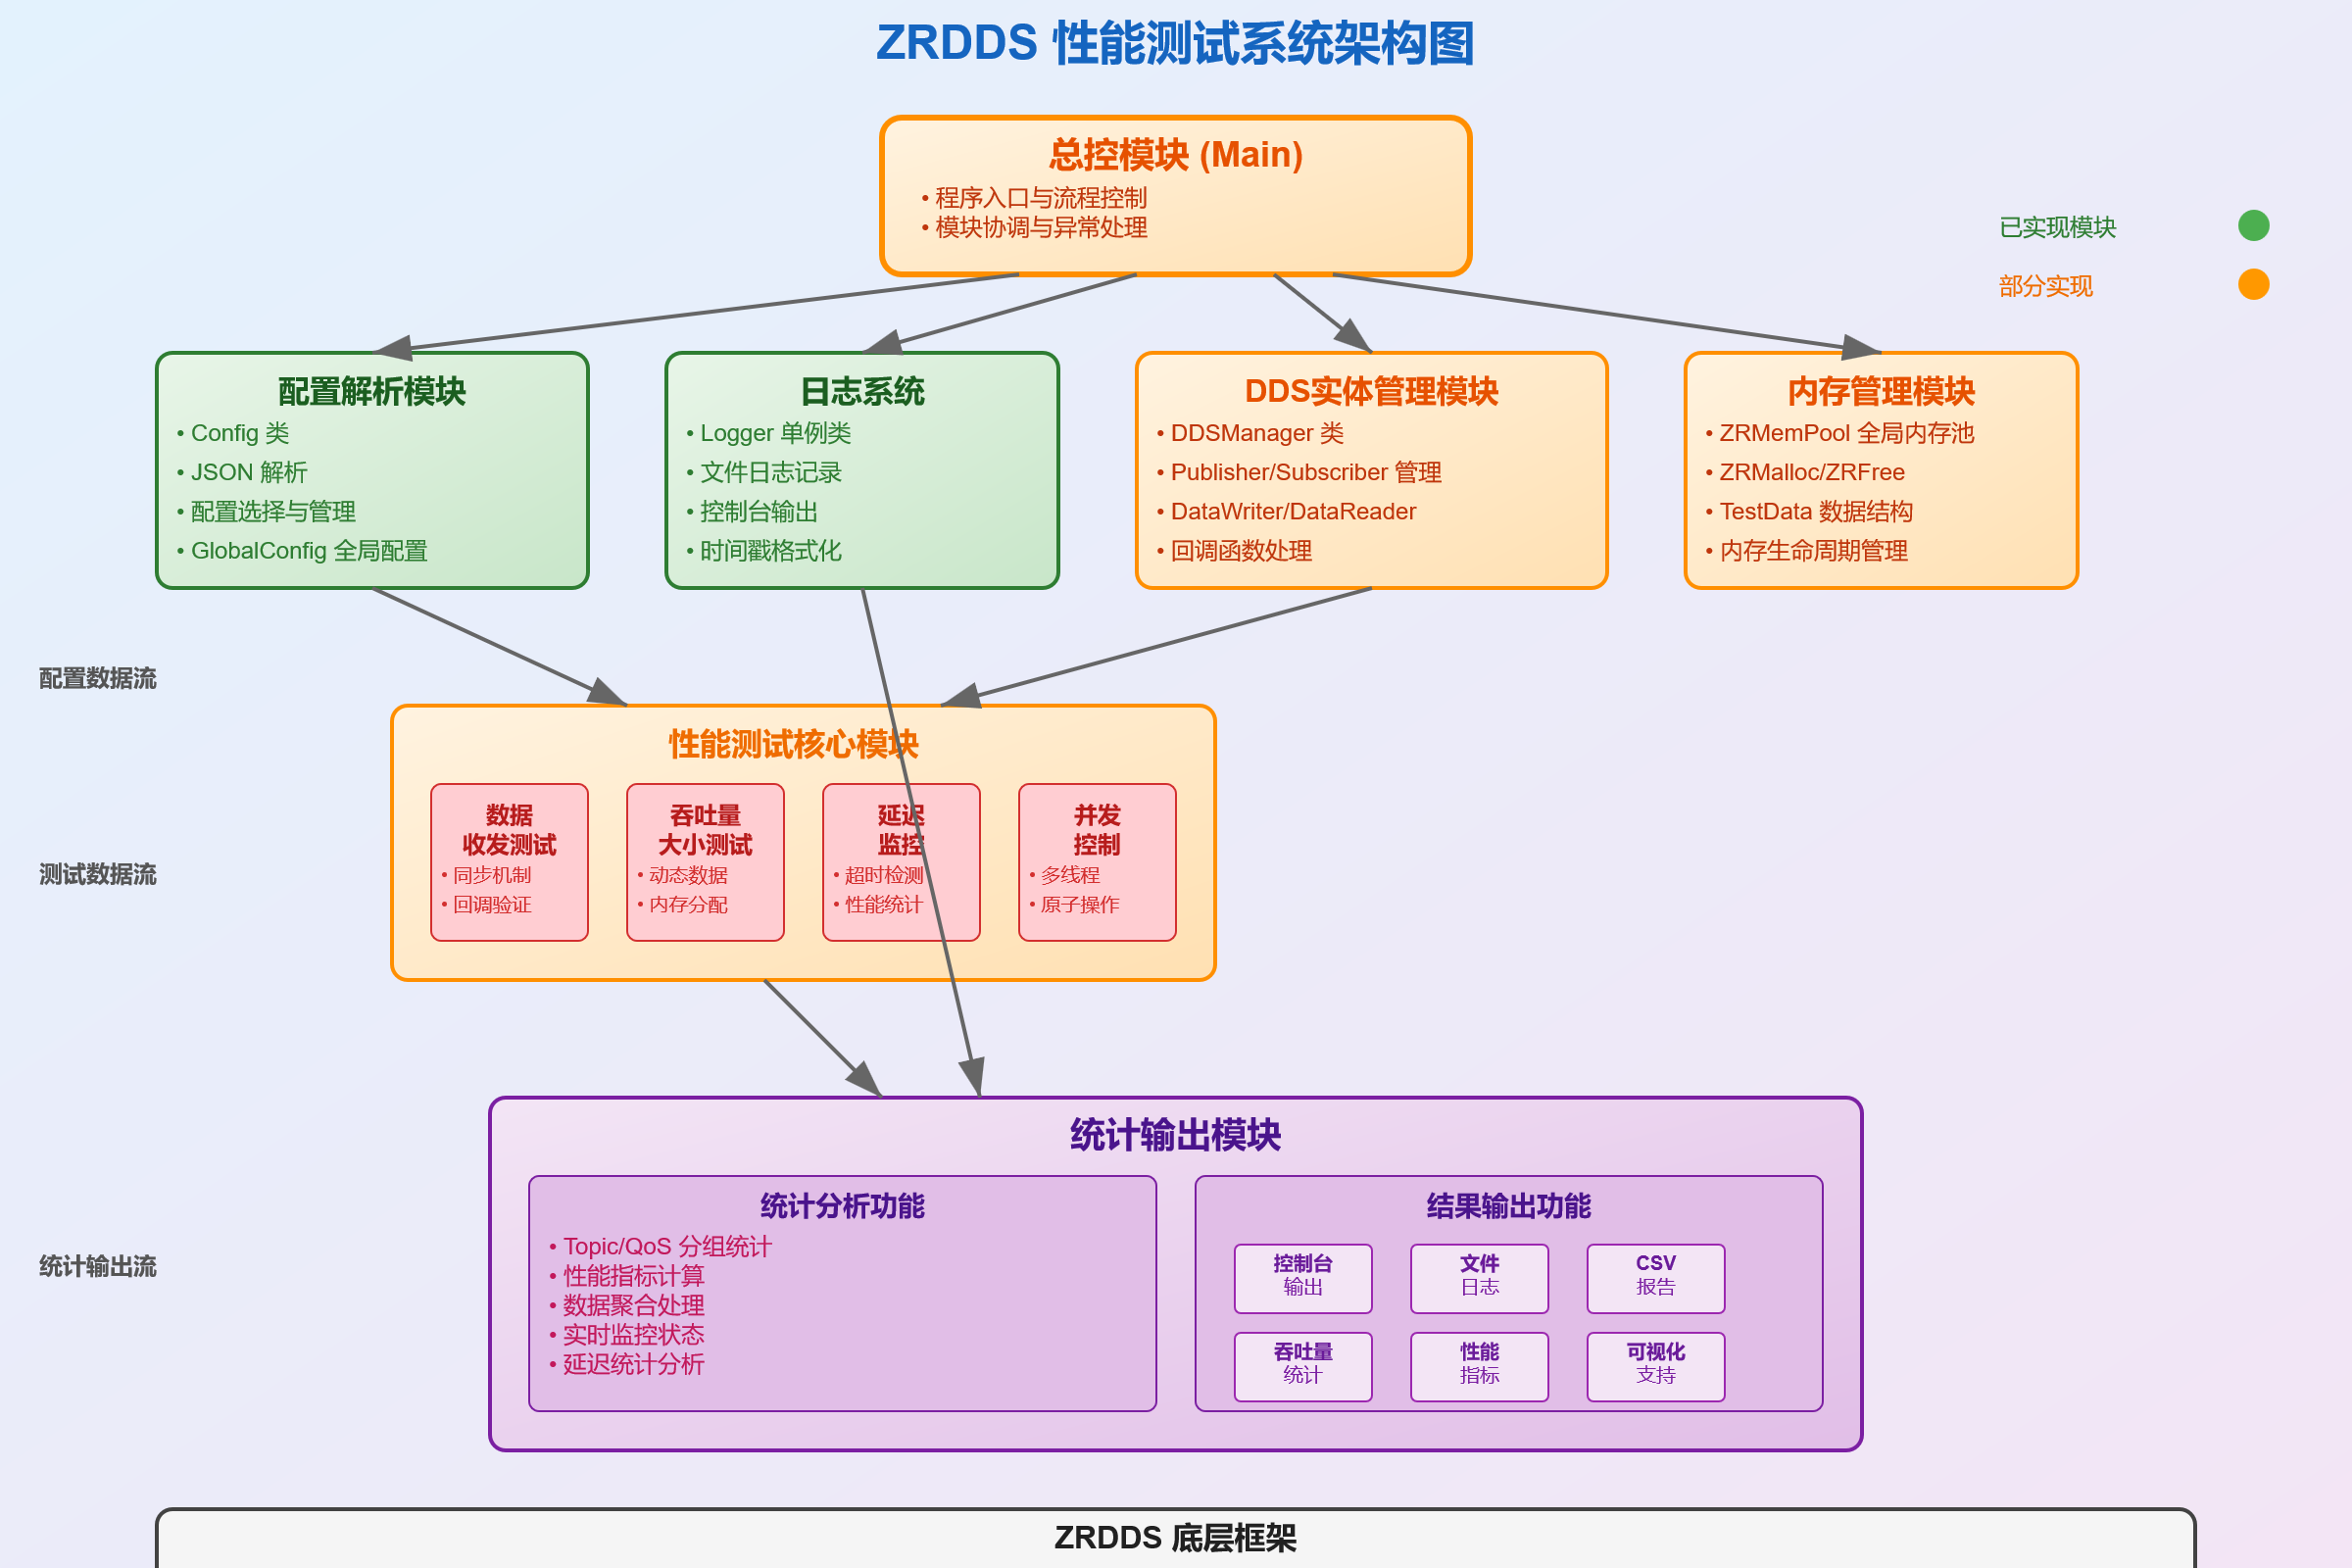 ZRDDS 性能测试系统架构图
总控模块 (Main)
• 程序入口与流程控制
• 模块协调与异常处理
已实现模块
部分实现
配置解析模块
• Config 类
• JSON 解析
• 配置选择与管理
• GlobalConfig 全局配置
日志系统
• Logger 单例类
• 文件日志记录
• 控制台输出
• 时间戳格式化
DDS实体管理模块
• DDSManager 类
• Publisher/Subscriber 管理
• DataWriter/DataReader
• 回调函数处理
内存管理模块
• ZRMemPool 全局内存池
• ZRMalloc/ZRFree
• TestData 数据结构
• 内存生命周期管理
配置数据流
性能测试核心模块
测试数据流
数据
收发测试
• 同步机制
• 回调验证
吞吐量
大小测试
• 动态数据
• 内存分配
延迟
监控
• 超时检测
• 性能统计
并发
控制
• 多线程
• 原子操作
统计输出模块
统计输出流
统计分析功能
• Topic/QoS 分组统计
• 性能指标计算
• 数据聚合处理
• 实时监控状态
• 延迟统计分析
结果输出功能
控制台
输出
文件
日志
CSV
报告
吞吐量
统计
性能
指标
可视化
支持
ZRDDS 底层框架